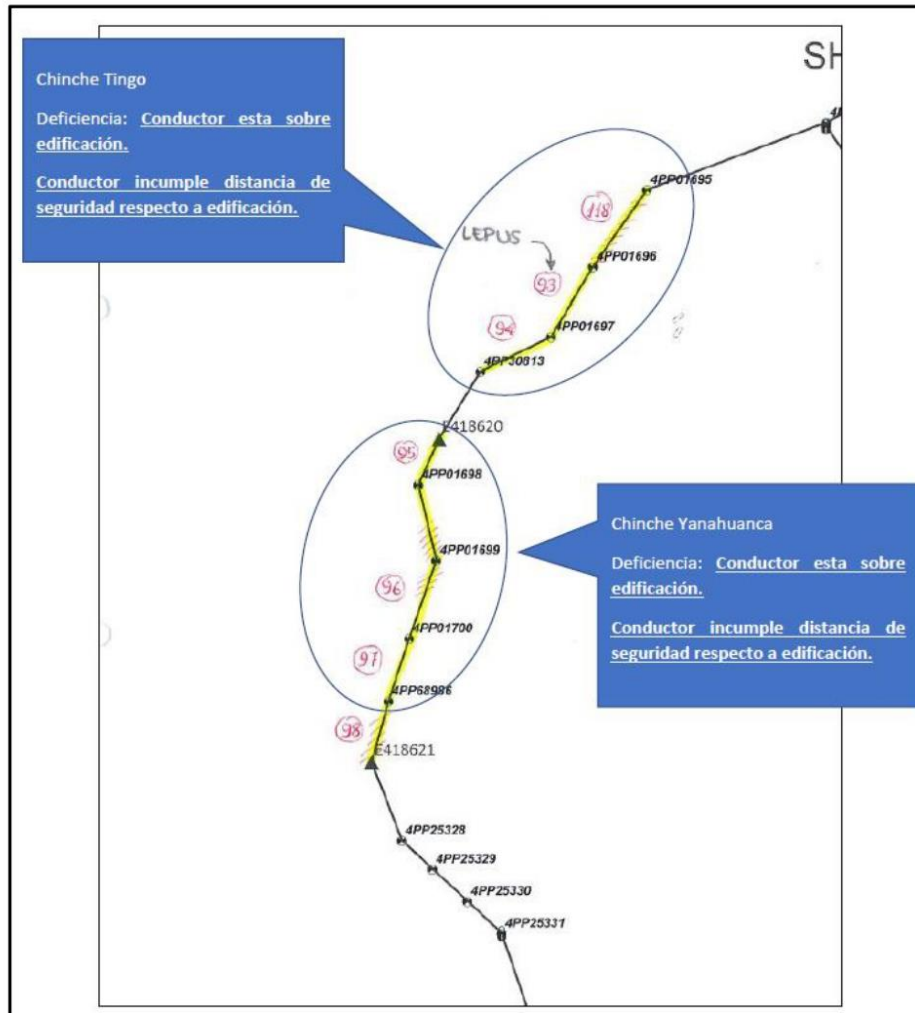 Chinche Tingo
Deficiencia: Conductor esta sobre
edificación.
Conductor incumple distancia de
seguridad respecto a edificación.
SH
4PP01695
118
LEPUS
4PP01696
93
4PP01697
94
4PP30813
E418620
95
4PP01698
4PP01699
96
4PP01700
97
4PP68986
98
E418621
Chinche Yanahuanca
Deficiencia: Conductor esta sobre
edificación.
Conductor incumple distancia de
seguridad respecto a edificación.
4PP25328
4PP25329
4PP25330
4PP25331